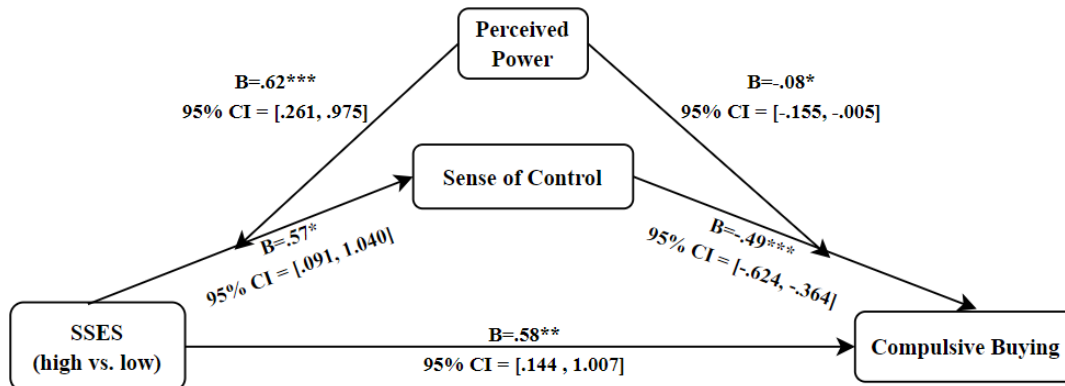 Perceived
Power
B=.62***
95% CI = [.261, .975]
B=-.08*
95% CI = [-.155, -.005]
Sense of Control
B=.57*
95% CI = [.091, 1.040]
B=-.49***
95% CI = [-.624, -.364]
SSES
(high vs. low)
B=.58**
95% CI = [.144 , 1.007]
Compulsive Buying